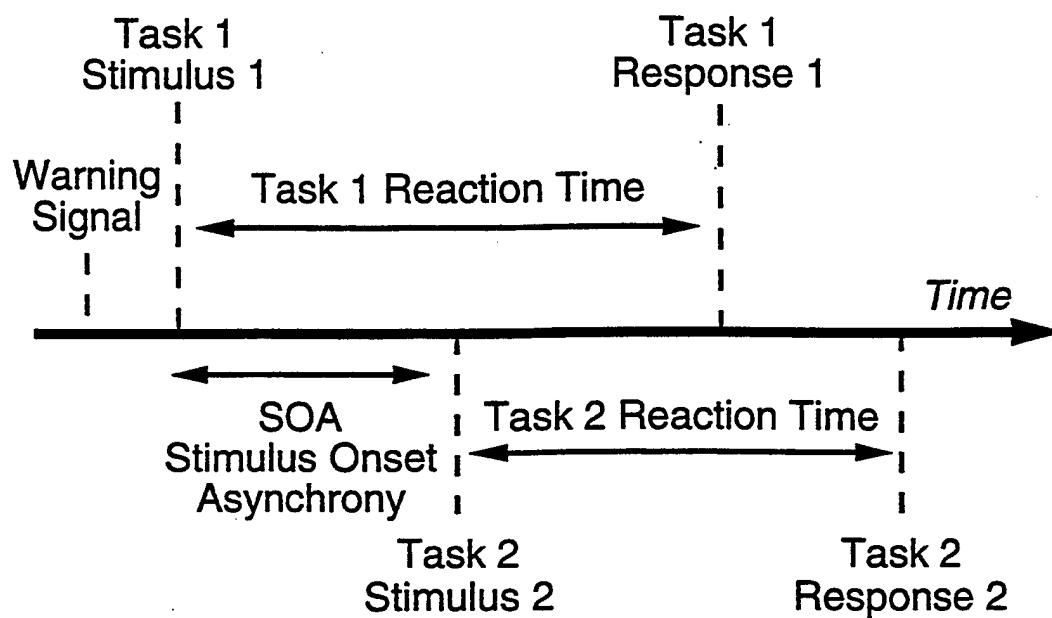 Task 1
Stimulus 1
Task 1
Response 1
Warning
Signal
Task 1 Reaction Time
Time
SOA
Stimulus Onset
Asynchrony
Task 2 Reaction Time
Task 2
Stimulus 2
Task 2
Response 2